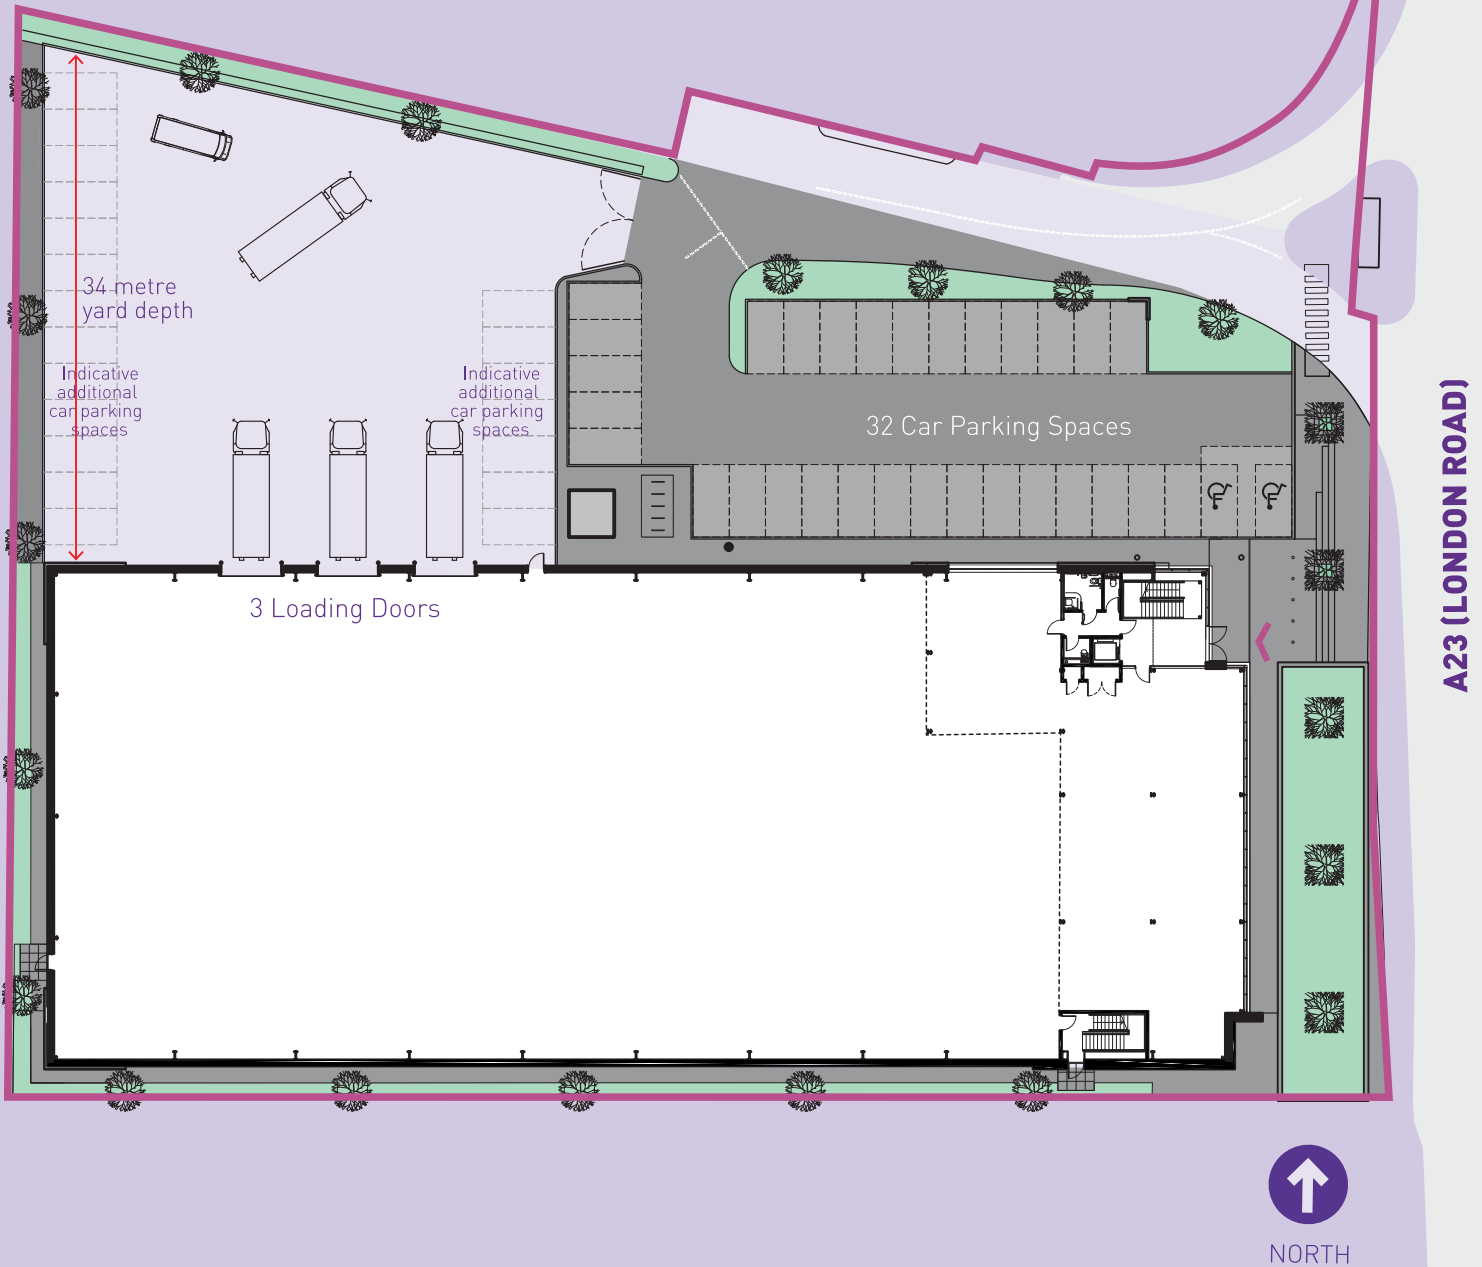 34 metre
yard depth
Indicative
additional
car parking
spaces
Indicative
additional
car parking
spaces
32 Car Parking Spaces
3 Loading Doors
A23 (LONDON ROAD)
NORTH